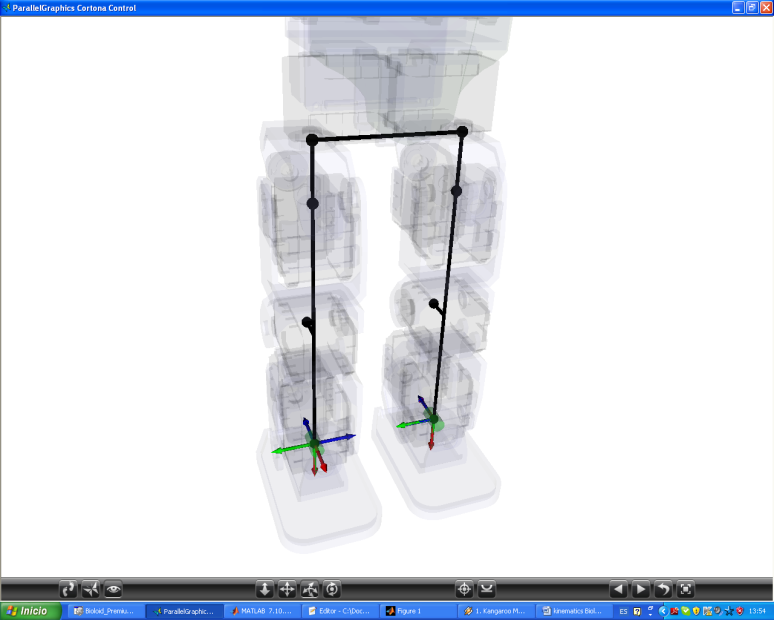 ParallelGraphics Cortona Control
Inicio
Bioloid_Premiu...
ParallelGraphic...
MATLAB 7.10....
Editor - C:\Doc...
Figure 1
1. Kangaroo M...
kinematics Biol...
ES
13:54